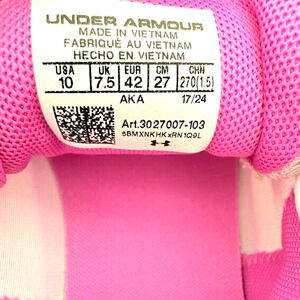 UNDER ARMOUR
MADE IN VIETNAM
FABRIQUÉ AU VIETNAM
HECHO EN VIETNAM
USA UK EUR CM CHN
10 7.5 42 27 270(1.5)
AKA 17/24
Art.3027007-103